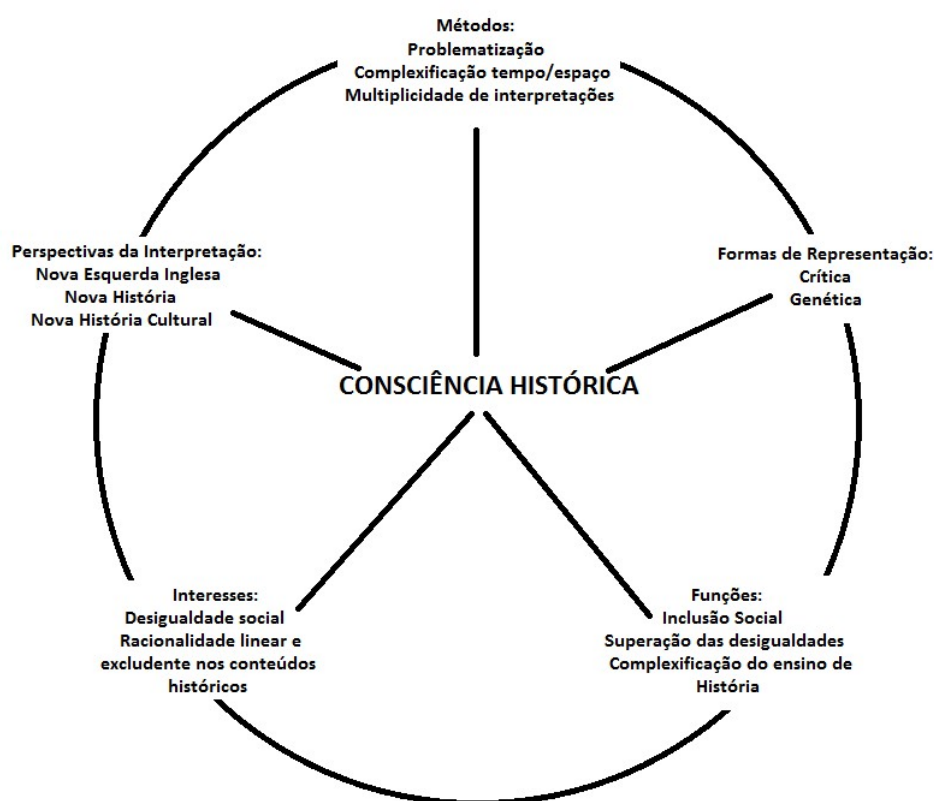 Métodos:
Problematização
Complexificação tempo/espaço
Multiplicidade de interpretações
Perspectivas da Interpretação:
Nova Esquerda Inglesa
Nova História
Nova História Cultural
Formas de Representação:
Crítica
Genética
CONSCIÊNCIA HISTÓRICA
Interesses:
Desigualdade social
Racionalidade linear e
excludente nos conteúdos
históricos
Funções:
Inclusão Social
Superação das desigualdades
Complexificação do ensino de
História